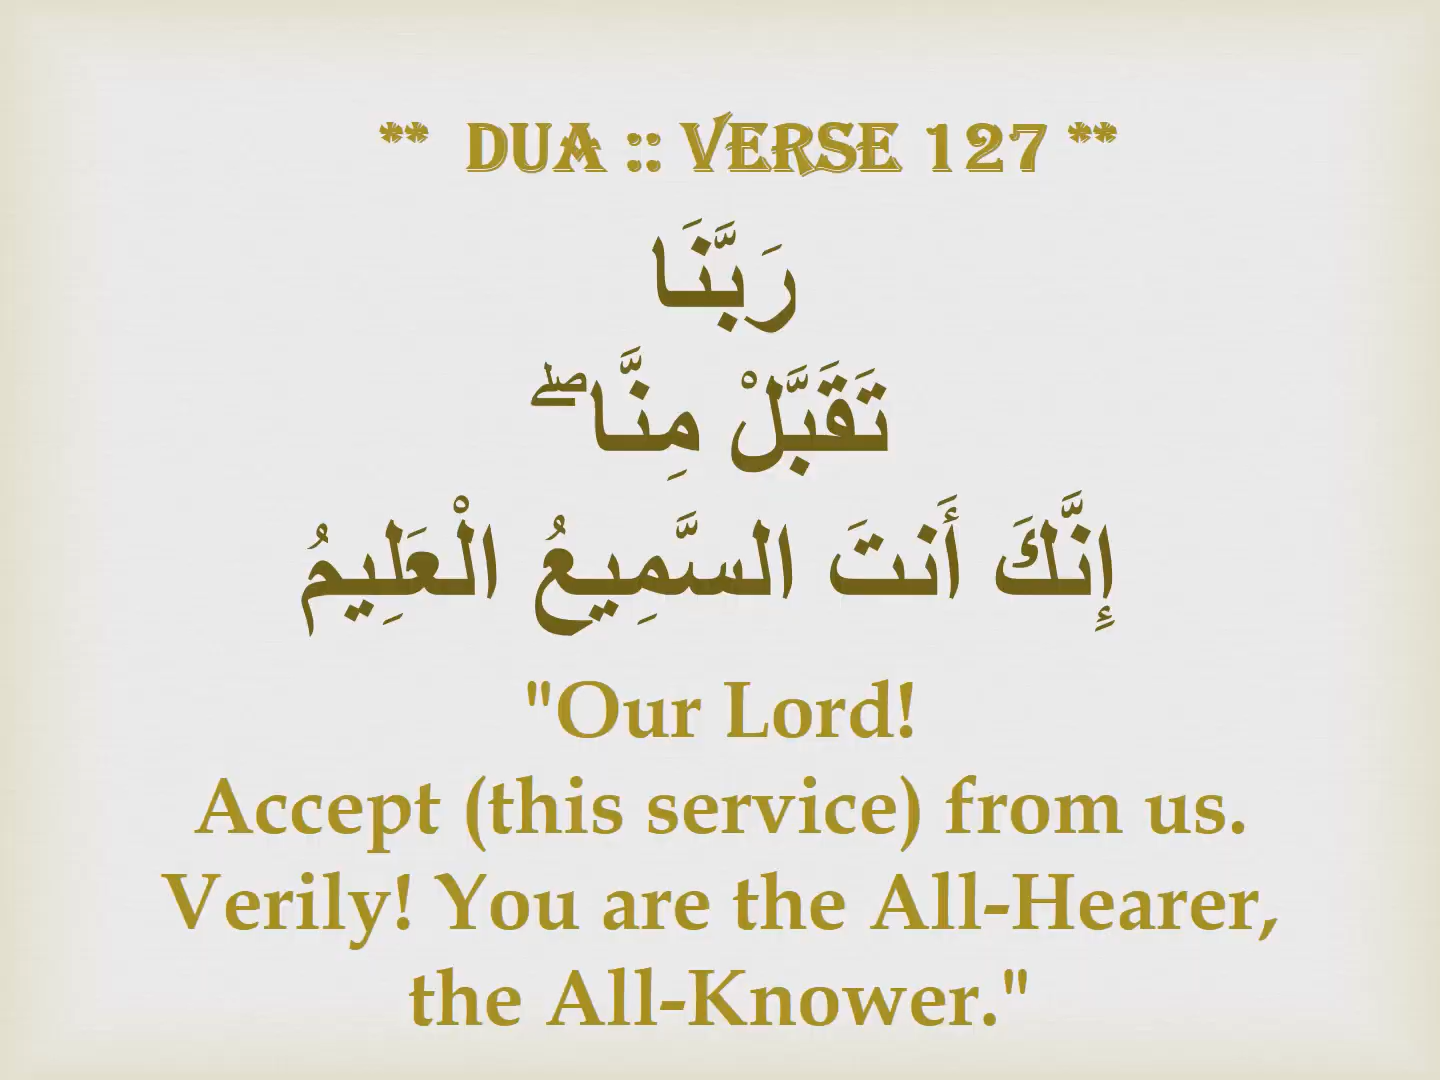 ** DUA :: VERSE 127 **
رَبَّنَا
تَقَبَّلْ مِنَّا ۖ
إِنَّكَ أَنتَ السَّمِيعُ الْعَلِيمُ
"Our Lord!
Accept (this service) from us.
Verily! You are the All-Hearer,
the All-Knower."